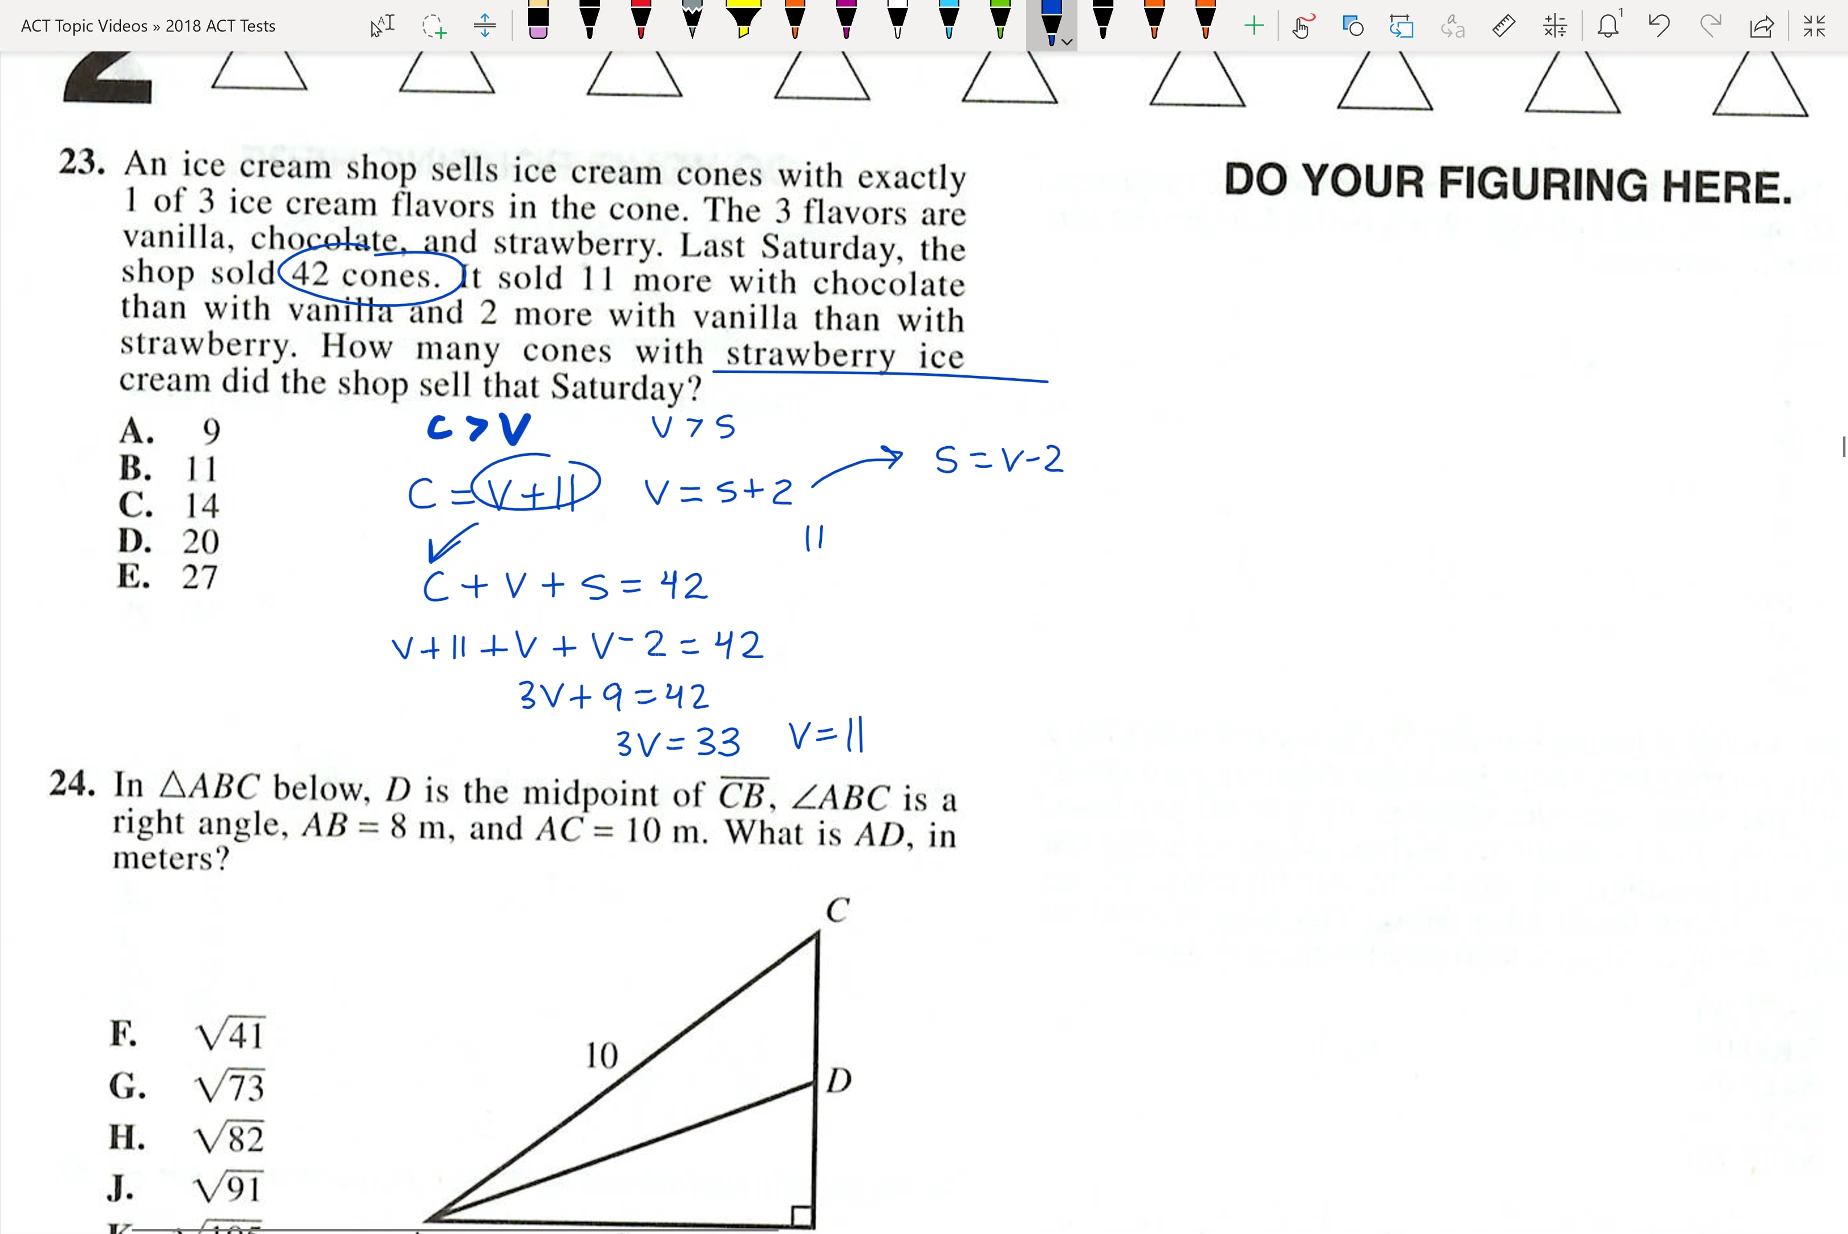 ACT Topic Videos » 2018 ACT Tests
2
DO YOUR FIGURING HERE.
23. An ice cream shop sells ice cream cones with exactly
1 of 3 ice cream flavors in the cone. The 3 flavors are
vanilla, chocolate, and strawberry. Last Saturday, the
shop sold 42 cones. It sold 11 more with chocolate
than with vanilla and 2 more with vanilla than with
strawberry. How many cones with strawberry ice
cream did the shop sell that Saturday?
A. 9
B. 11
C. 14
D. 20
E. 27
C > V
V > S
C = V + 11
V = S + 2
S = V - 2
11
C + V + S = 42
V + 11 + V + V - 2 = 42
3V + 9 = 42
3V = 33
V = 11
24. In △ABC below, D is the midpoint of C̅B̅, ∠ABC is a
right angle, AB = 8 m, and AC = 10 m. What is AD, in
meters?
C
10
D
F. √41
G. √73
H. √82
J. √91